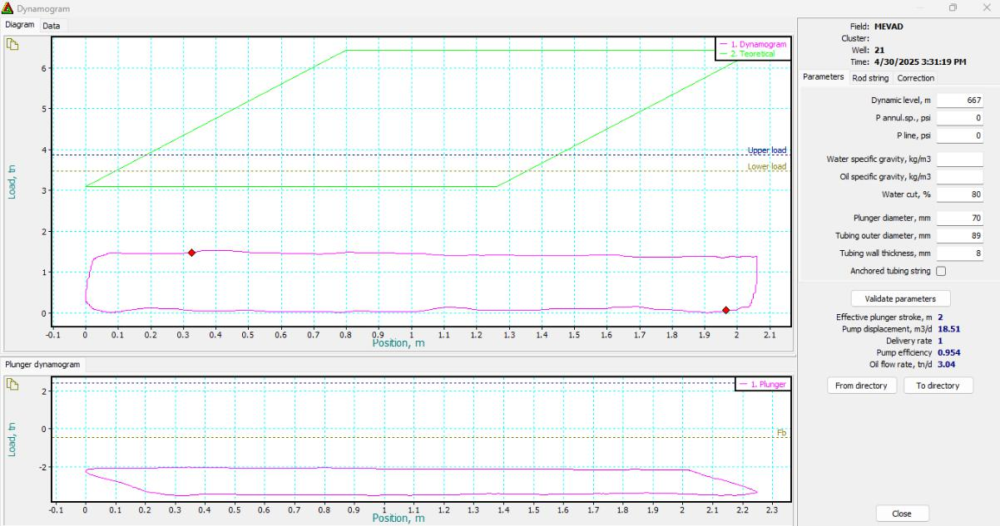 Dynamogram
Diagram Data
1. Dynamogram
2. Teoretical
Upper load
Lower load
Load, tn
6
5
4
3
2
1
0
-0.1 0 0.1 0.2 0.3 0.4 0.5 0.6 0.7 0.8 0.9 1 1.1 1.2 1.3 1.4 1.5 1.6 1.7 1.8 1.9 2 2.1
Position, m
Plunger dynamogram
1. Plunger
Fb
Load, tn
2
0
-2
-0.1 0 0.1 0.2 0.3 0.4 0.5 0.6 0.7 0.8 0.9 1 1.1 1.2 1.3 1.4 1.5 1.6 1.7 1.8 1.9 2 2.1 2.2 2.3
Position, m
Field: MEVAD
Cluster:
Well: 21
Time: 4/30/2025 3:31:19 PM
Parameters Rod string Correction
Dynamic level, m 667
P annul.sp., psi 0
P line, psi 0
Water specific gravity, kg/m3
Oil specific gravity, kg/m3
Water cut, % 80
Plunger diameter, mm 70
Tubing outer diameter, mm 89
Tubing wall thickness, mm 8
Anchored tubing string
Validate parameters
Effective plunger stroke, m 2
Pump displacement, m3/d 18.51
Delivery rate 1
Pump efficiency 0.954
Oil flow rate, tn/d 3.04
From directory To directory
Close